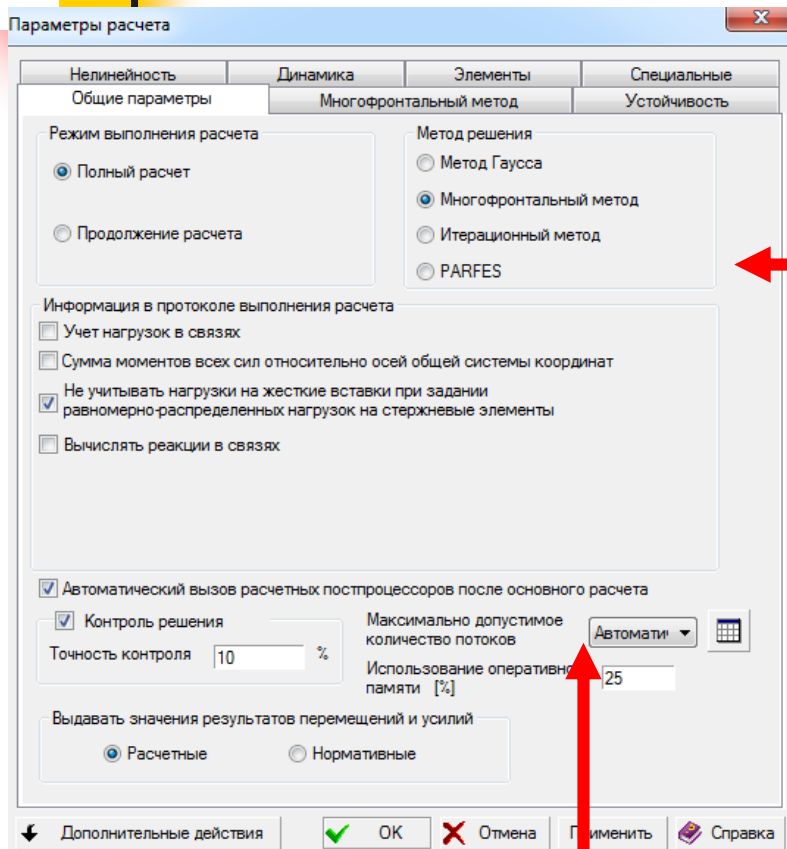 Параметры расчета
Нелинейность
Динамика
Элементы
Специальные
Общие параметры
Многофронтальный метод
Устойчивость
Режим выполнения расчета
Полный расчет
Продолжение расчета
Метод решения
Метод Гаусса
Многофронтальный метод
Итерационный метод
PARFES
Информация в протоколе выполнения расчета
Учет нагрузок в связях
Сумма моментов всех сил относительно осей общей системы координат
Не учитывать нагрузки на жесткие вставки при задании
равномерно-распределенных нагрузок на стержневые элементы
Вычислять реакции в связях
Автоматический вызов расчетных постпроцессоров после основного расчета
Контроль решения
Точность контроля 10 %
Максимально допустимое
количество потоков
Автомати
Использование оперативно
памяти [%]
25
Выдавать значения результатов перемещений и усилий
Расчетные
Нормативные
Дополнительные действия
OK
Отмена
Применить
Справка